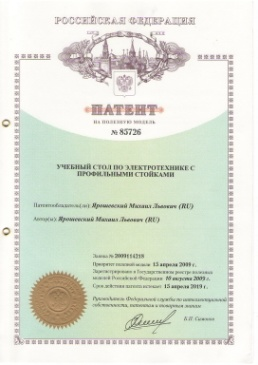 РОССИЙСКАЯ ФЕДЕРАЦИЯ
ПАТЕНТ
НА ПОЛЕЗНУЮ МОДЕЛЬ
№ 85726
УЧЕБНЫЙ СТОЛ ПО ЭЛЕКТРОТЕХНИКЕ С
ПРОФИЛЬНЫМИ СТОЙКАМИ
Патентообладатель(ли): Ярошевский Михаил Львович (RU)
Автор(ы): Ярошевский Михаил Львович (RU)
Заявка № 2009114210
Приоритет полезной модели 15 апреля 2009 г.
Зарегистрировано в Государственном реестре полезных
моделей Российской Федерации 10 августа 2009 г.
Срок действия патента истекает 15 апреля 2019 г.
Руководитель Федеральной службы по интеллектуальной
собственности, патентам и товарным знакам
Б.П. Симонов